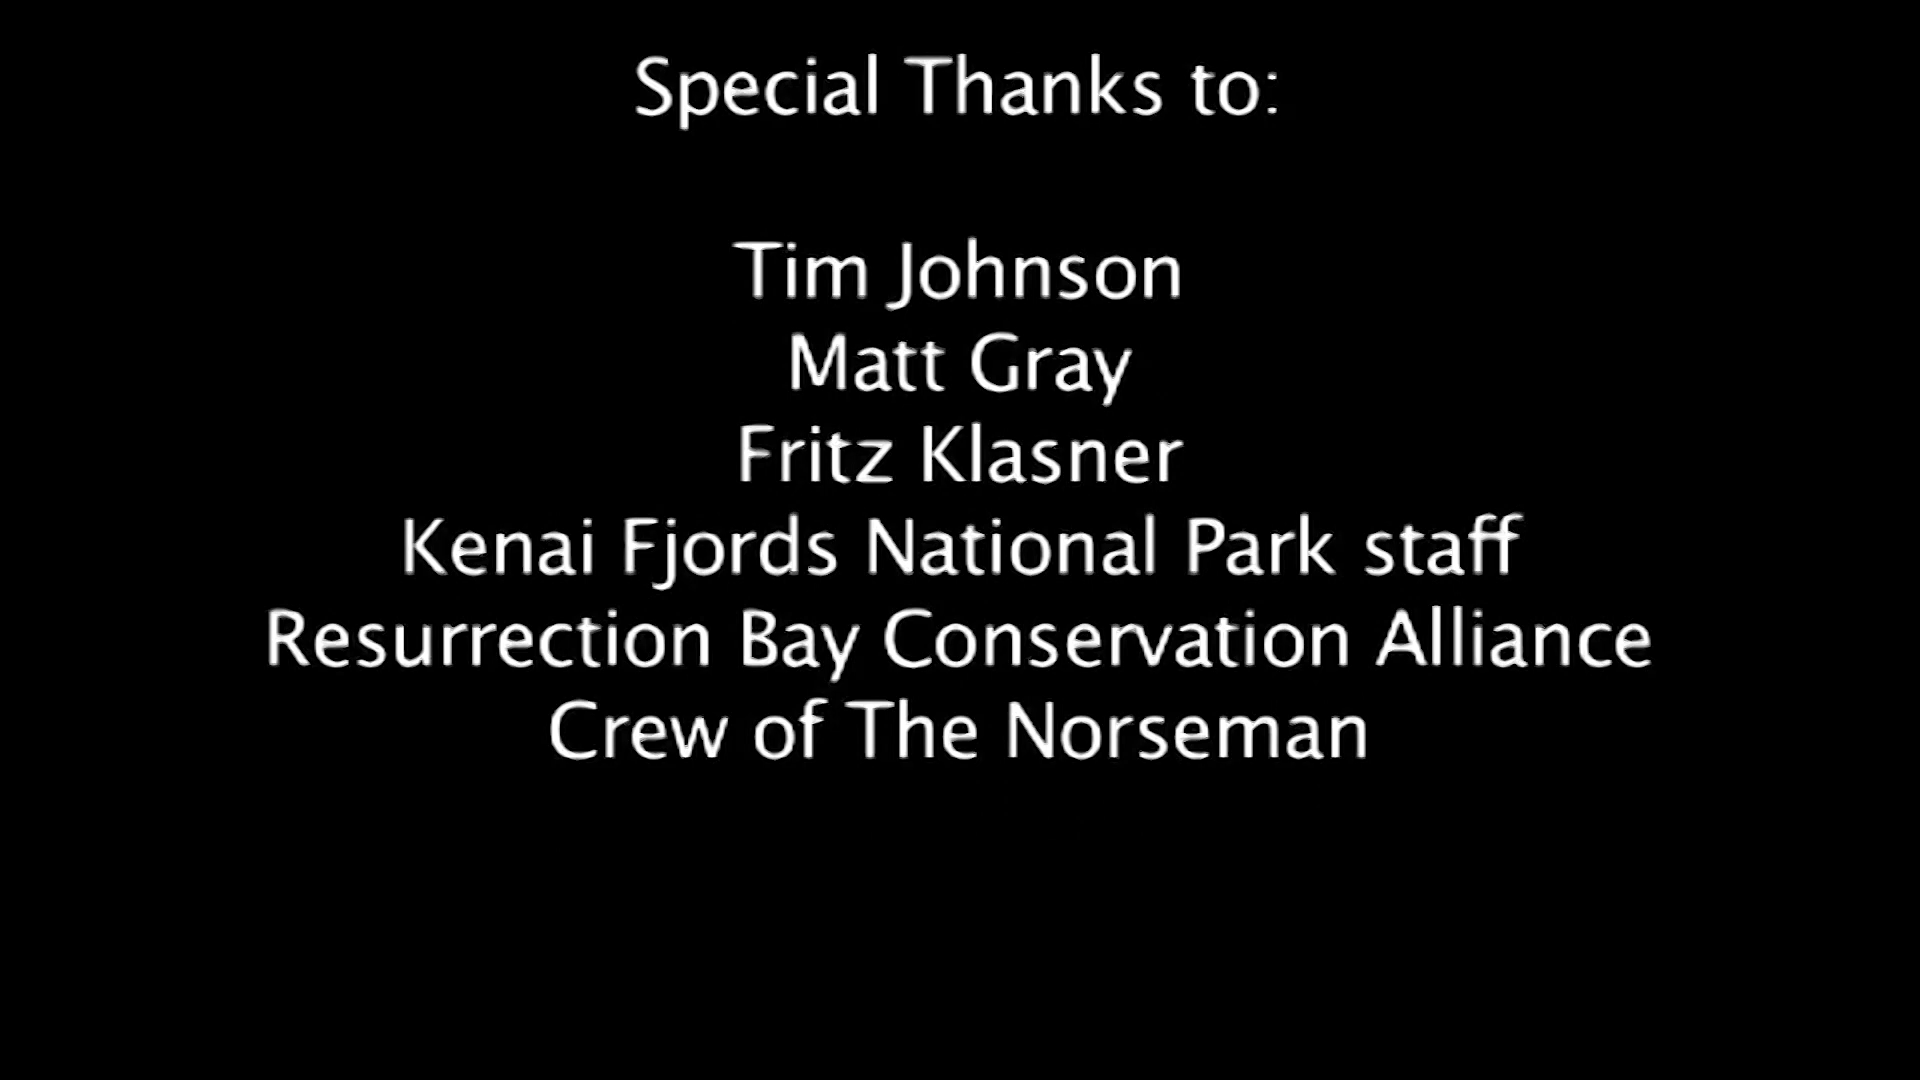 Special Thanks to:
Tim Johnson
Matt Gray
Fritz Klasner
Kenai Fjords National Park staff
Resurrection Bay Conservation Alliance
Crew of The Norseman